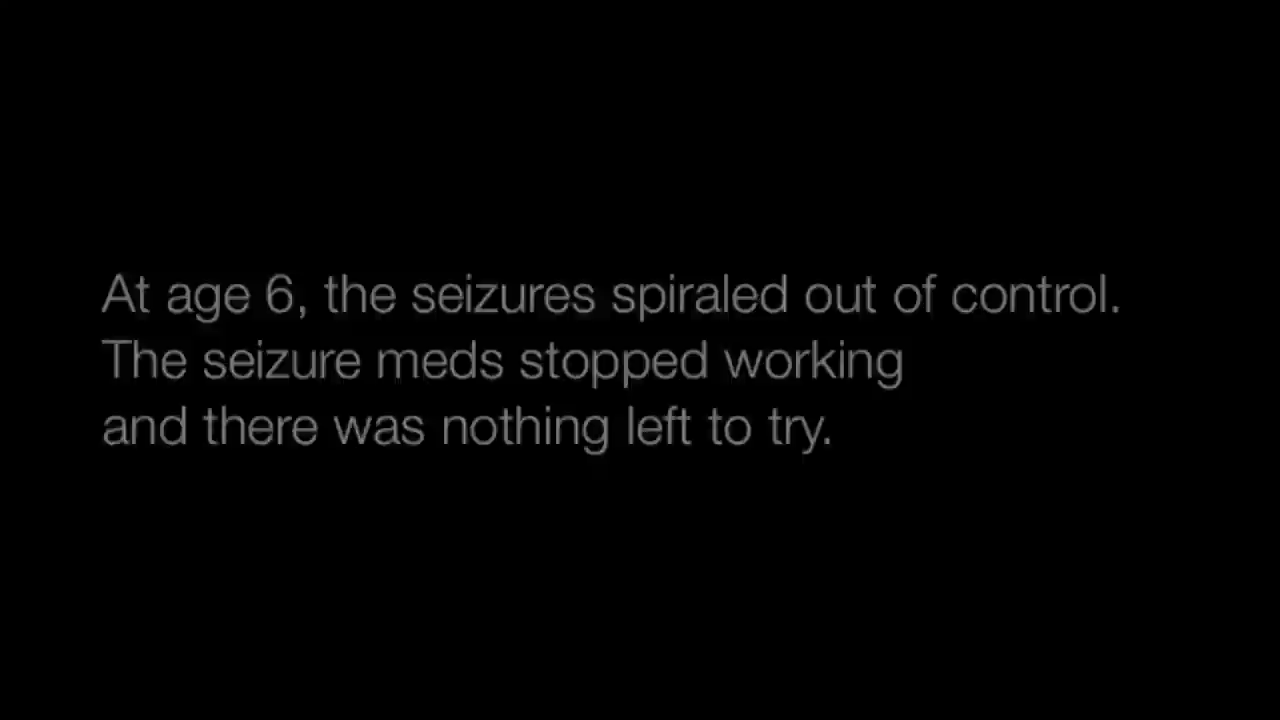 At age 6, the seizures spiraled out of control.
The seizure meds stopped working
and there was nothing left to try.